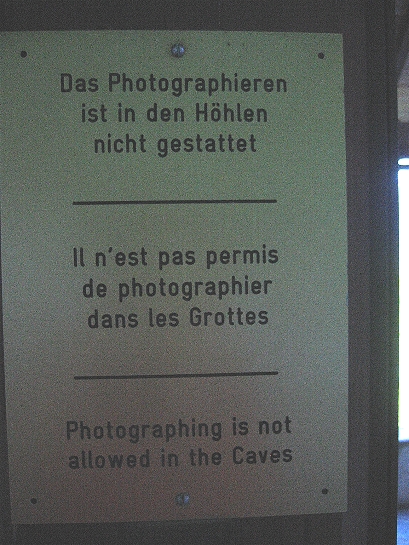 Das Photographieren
ist in den Höhlen
nicht gestattet
Il n'est pas permis
de photographier
dans les Grottes
Photographing is not
allowed in the Caves